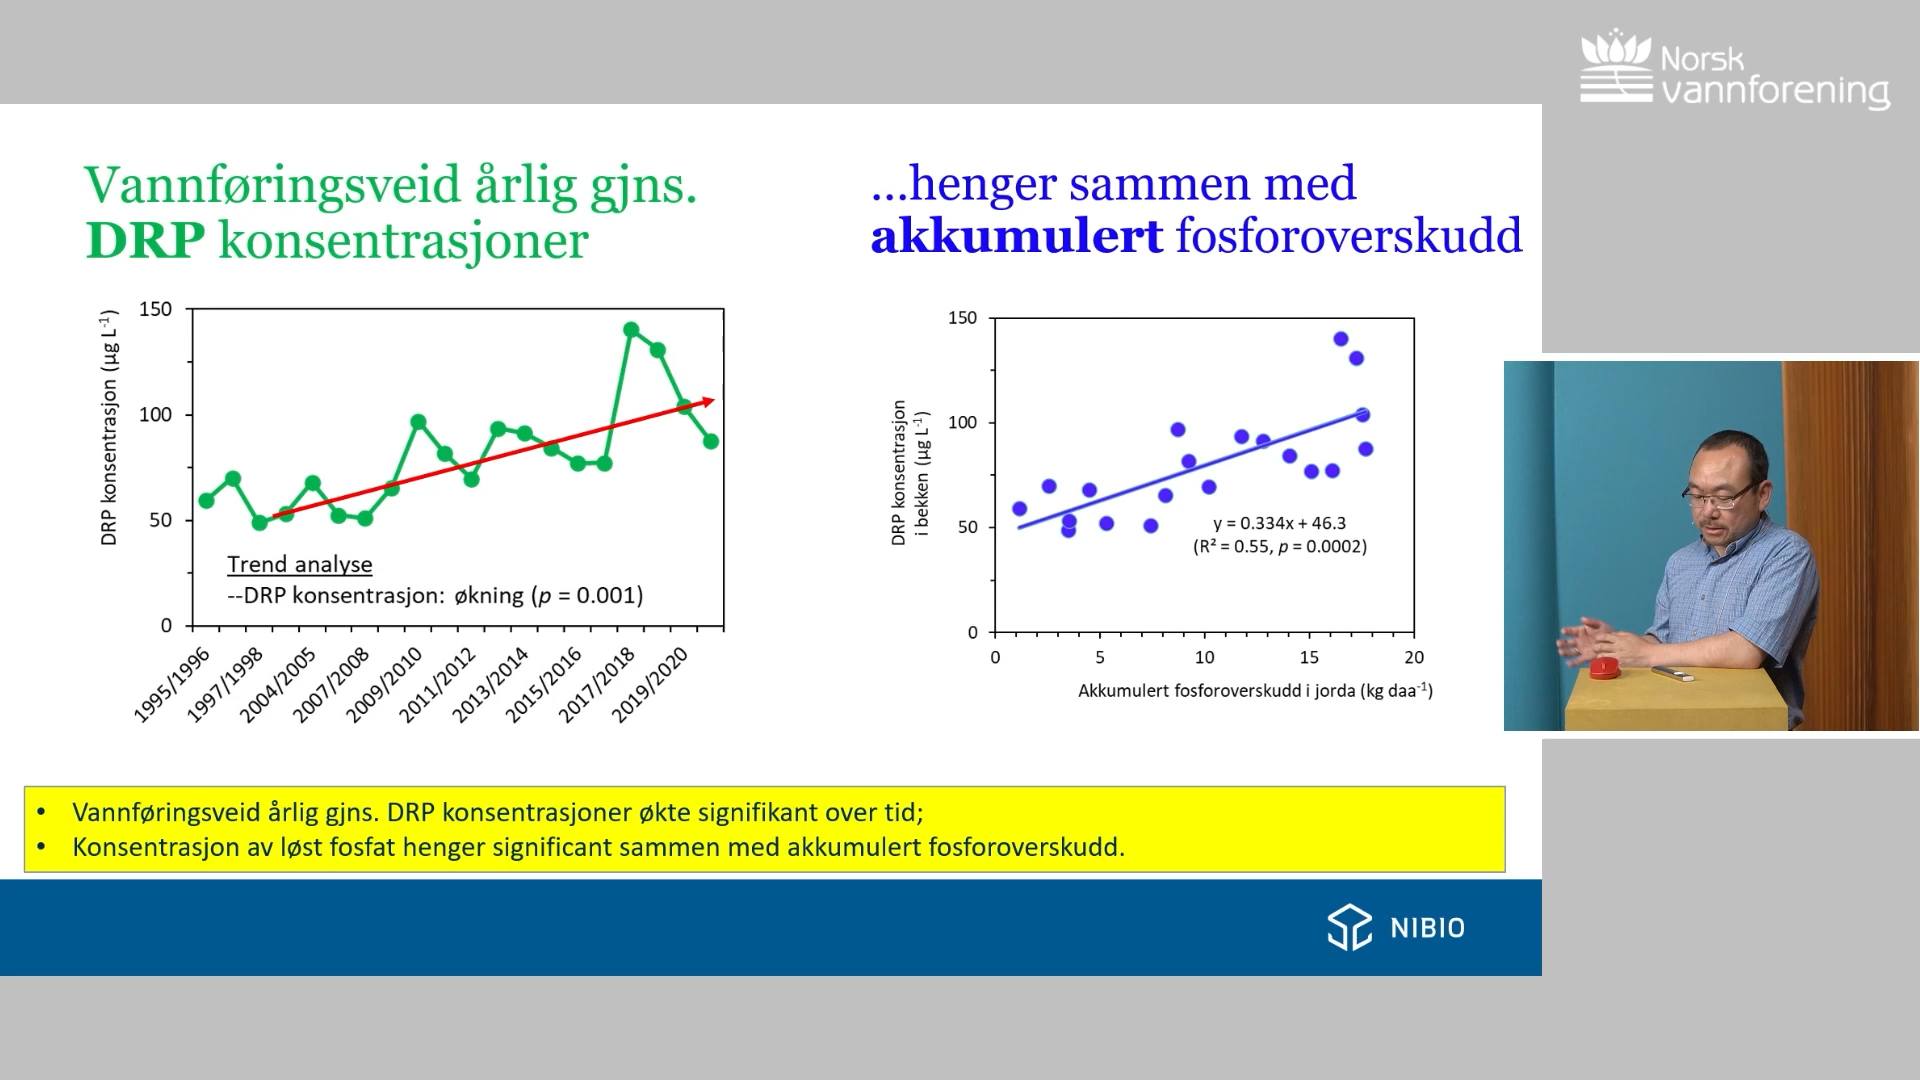 Norsk
vannforening
Vannføringsveid årlig gjns.
DRP konsentrasjoner
...henger sammen med
akkumulert fosforoverskudd
DRP konsentrasjon (µg L-1)
150
100
50
0
Trend analyse
--DRP konsentrasjon: økning (p = 0.001)
1995/1996
1997/1998
2004/2005
2007/2008
2009/2010
2011/2012
2013/2014
2015/2016
2017/2018
2019/2020
DRP konsentrasjon
i bekken (µg L-1)
150
100
50
0
y = 0.334x + 46.3
(R² = 0.55, p = 0.0002)
0 5 10 15 20
Akkumulert fosforoverskudd i jorda (kg daa-1)
• Vannføringsveid årlig gjns. DRP konsentrasjoner økte signifikant over tid;
• Konsentrasjon av løst fosfat henger significant sammen med akkumulert fosforoverskudd.
NIBIO